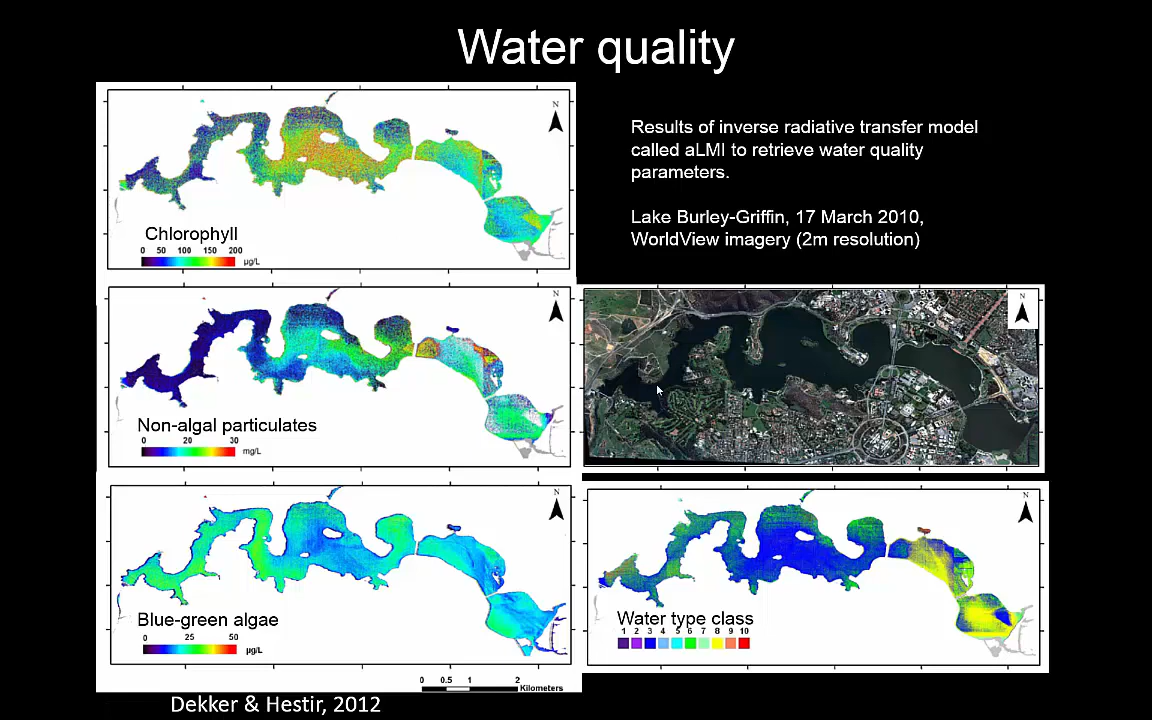 Water quality
N
Chlorophyll
0 50 100 150 200
µg/L
Results of inverse radiative transfer model
called aLMI to retrieve water quality
parameters.
Lake Burley-Griffin, 17 March 2010,
WorldView imagery (2m resolution)
N
Non-algal particulates
0 20 30
mg/L
N
N
Blue-green algae
0 25 50
µg/L
N
Water type class
1 2 3 4 5 6 7 8 9 10
0 0.5 1 2
Kilometers
Dekker & Hestir, 2012